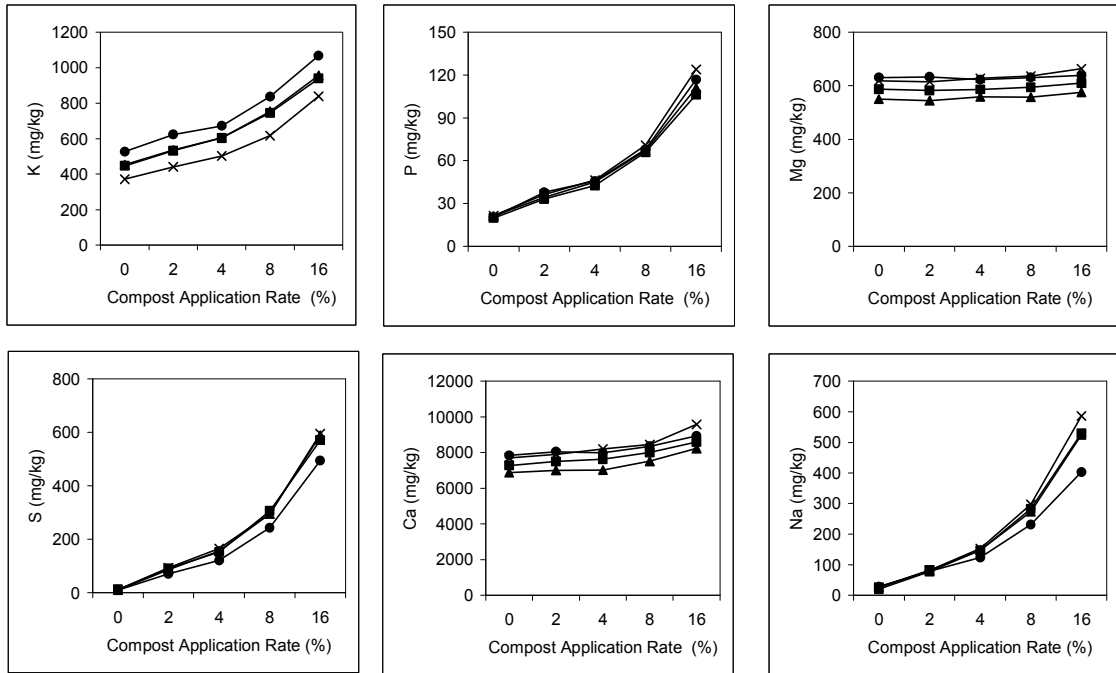 1200
1000
800
600
400
200
0
K (mg/kg)
0 2 4 8 16
Compost Application Rate (%)
150
120
90
60
30
0
P (mg/kg)
0 2 4 8 16
Compost Application Rate (%)
800
600
400
200
0
Mg (mg/kg)
0 2 4 8 16
Compost Application Rate (%)
800
600
400
200
0
S (mg/kg)
0 2 4 8 16
Compost Application Rate (%)
12000
10000
8000
6000
4000
2000
0
Ca (mg/kg)
0 2 4 8 16
Compost Application Rate (%)
700
600
500
400
300
200
100
0
Na (mg/kg)
0 2 4 8 16
Compost Application Rate (%)